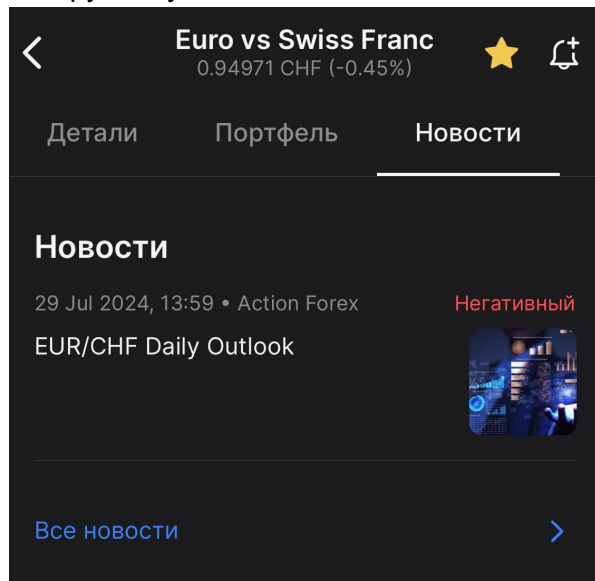 Euro vs Swiss Franc
0.94971 CHF (-0.45%)
Детали Портфель Новости
Новости
29 Jul 2024, 13:59 • Action Forex Негативный
EUR/CHF Daily Outlook
Все новости